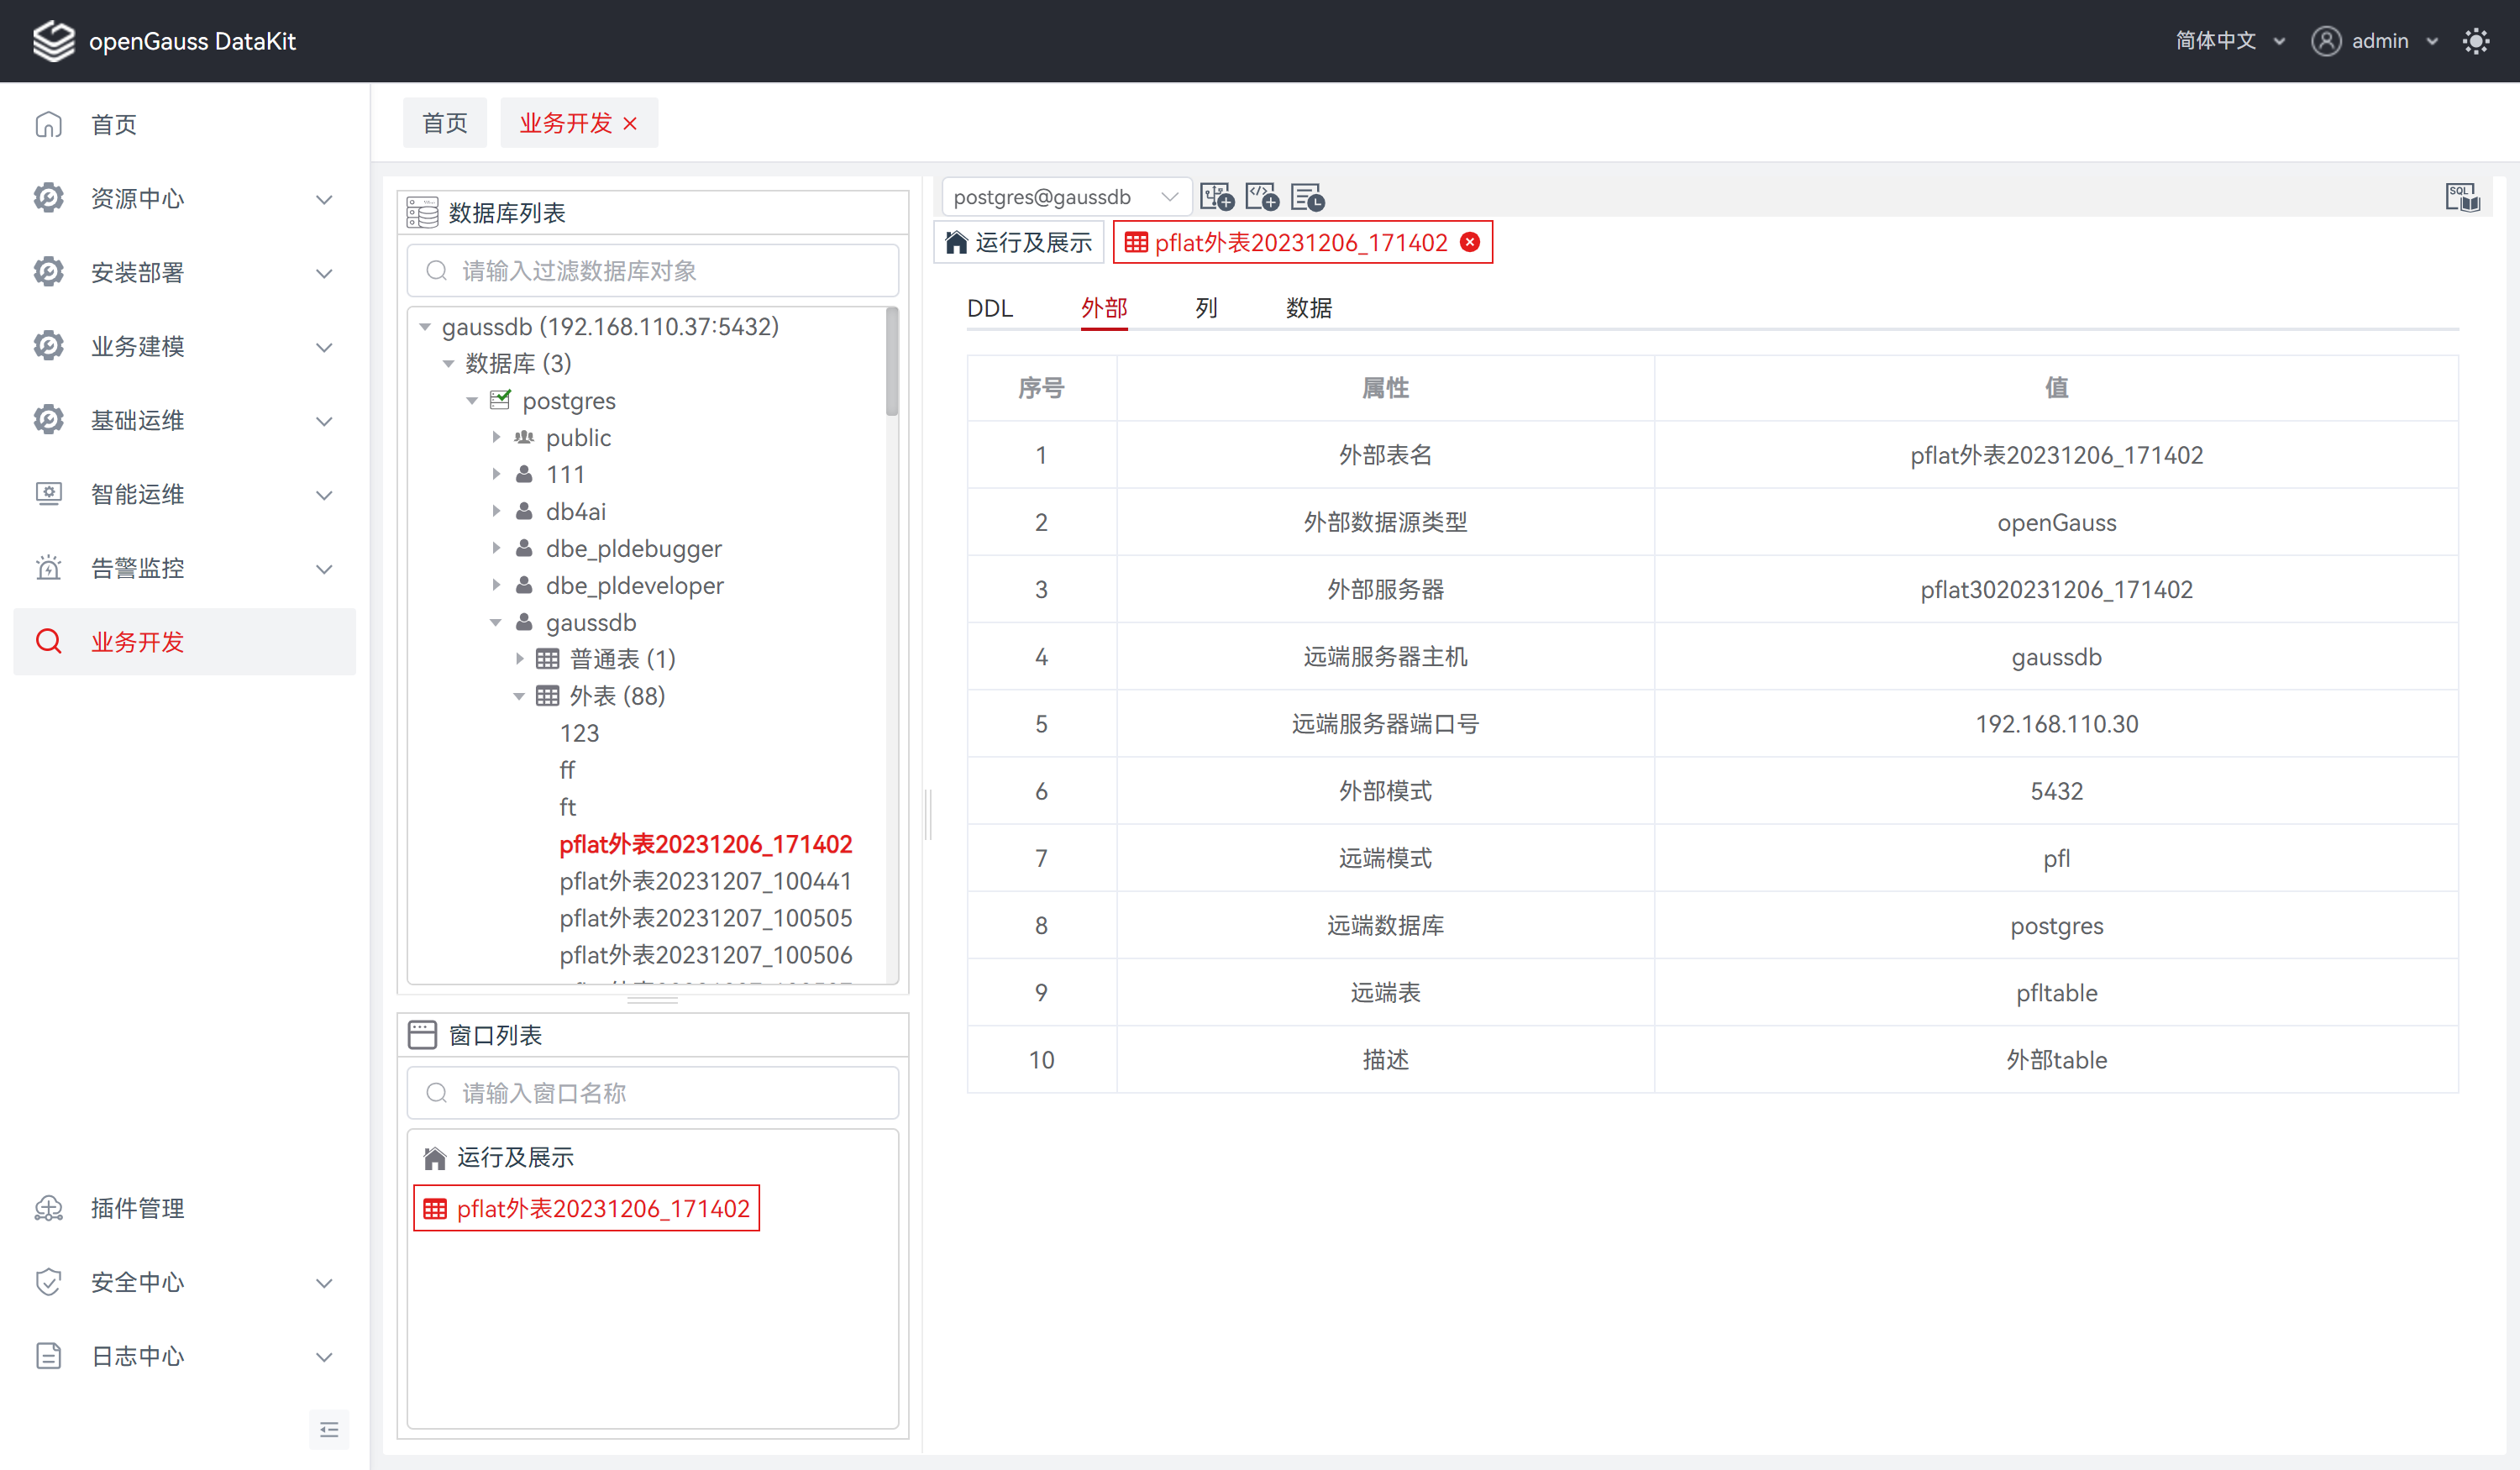 openGauss DataKit
简体中文
admin
首页
资源中心
安装部署
业务建模
基础运维
智能运维
告警监控
业务开发
插件管理
安全中心
日志中心
首页
业务开发
数据库列表
请输入过滤数据库对象
gaussdb (192.168.110.37:5432)
数据库 (3)
postgres
public
111
db4ai
dbe_pldebugger
dbe_pldeveloper
gaussdb
普通表 (1)
外表 (88)
123
ff
ft
pflat外表20231206_171402
pflat外表20231207_100441
pflat外表20231207_100505
pflat外表20231207_100506
窗口列表
请输入窗口名称
运行及展示
pflat外表20231206_171402
postgres@gaussdb
SQL
运行及展示
pflat外表20231206_171402
DDL 外部 列 数据
序号 属性 值
1 外部表名 pflat外表20231206_171402
2 外部数据源类型 openGauss
3 外部服务器 pflat3020231206_171402
4 远端服务器主机 gaussdb
5 远端服务器端口号 192.168.110.30
6 外部模式 5432
7 远端模式 pfl
8 远端数据库 postgres
9 远端表 pfltable
10 描述 外部table